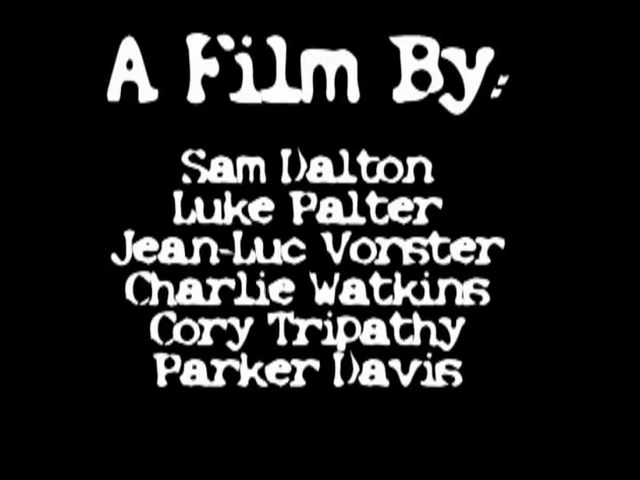 A Film By:
Sam Dalton
Luke Palter
Jean-Luc Vorster
Charlie Watkins
Cory Tripathy
Parker Davis